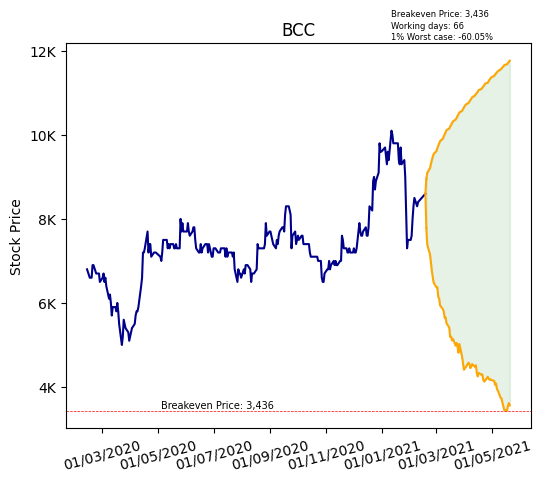 Breakeven Price: 3,436
Working days: 66
1% Worst case: -60.05%
BCC
Stock Price
12K
10K
8K
6K
4K
Breakeven Price: 3,436
01/03/2020
01/05/2020
01/07/2020
01/09/2020
01/11/2020
01/01/2021
01/03/2021
01/05/2021